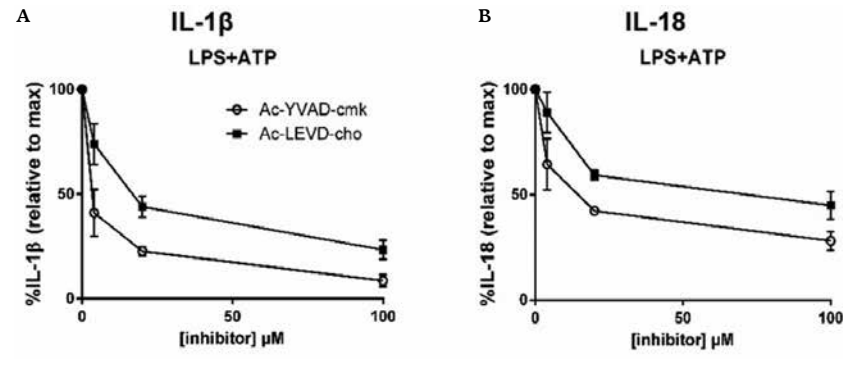 A
IL-1β
LPS+ATP
%IL-1β (relative to max)
100
50
0
Ac-YVAD-cmk
Ac-LEVD-cho
0
50
100
[inhibitor] µM
B
IL-18
LPS+ATP
%IL-18 (relative to max)
100
50
0
0
50
100
[inhibitor] µM